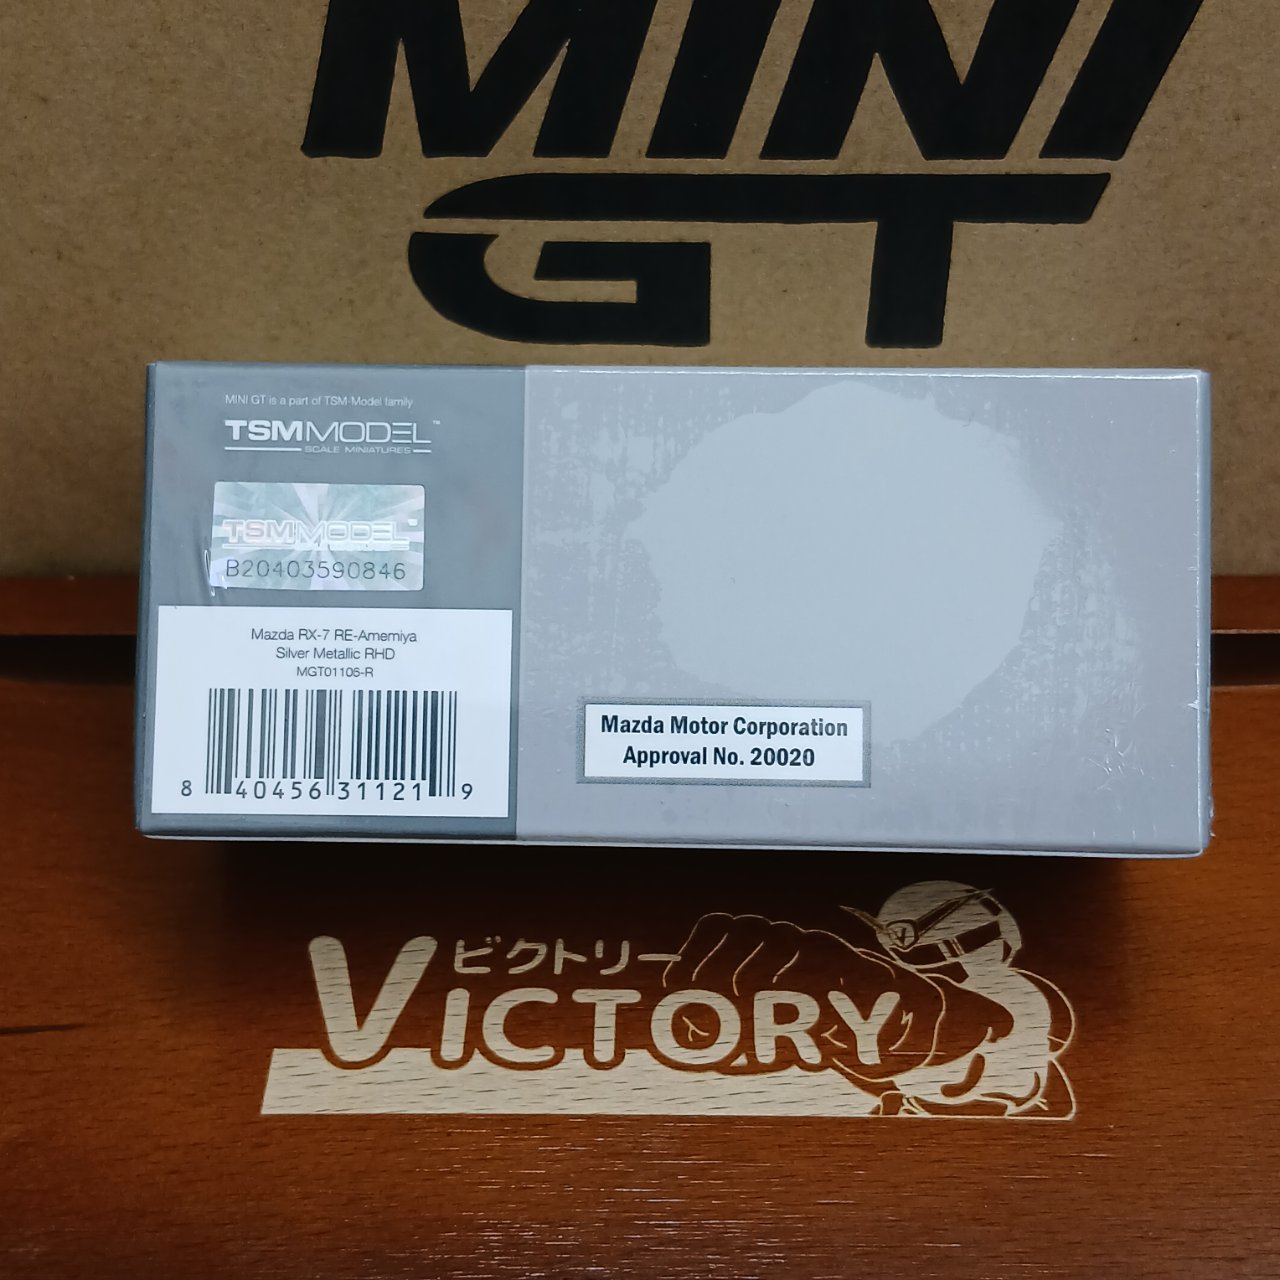 MINI
GT
MINI GT is a part of TSM-Model family
TSMMODEL™
SCALE MINIATURES
TSMMODEL
B20403590846
Mazda RX-7 RE-Amemiya
Silver Metallic RHD
MGT01106-R
8 40456 31121 9
Mazda Motor Corporation
Approval No. 20020
ビクトリー
VICTORY